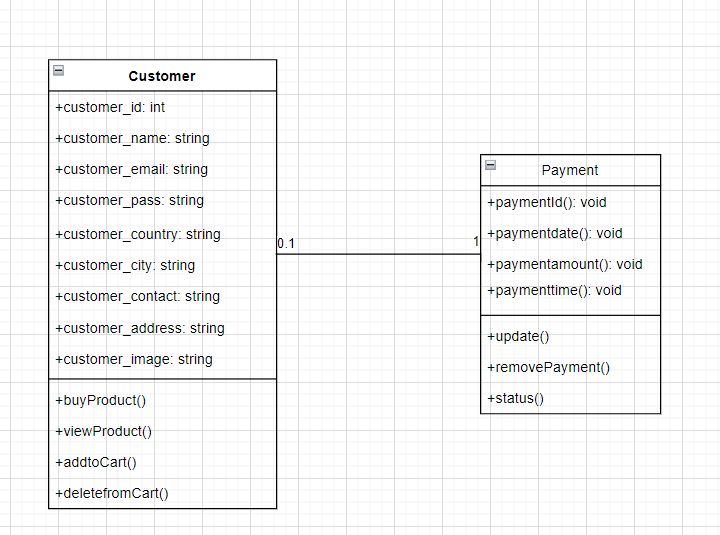 Customer
+customer_id: int
+customer_name: string
+customer_email: string
+customer_pass: string
+customer_country: string
+customer_city: string
+customer_contact: string
+customer_address: string
+customer_image: string
+buyProduct()
+viewProduct()
+addtoCart()
+deletefromCart()
0.1
1
Payment
+paymentId(): void
+paymentdate(): void
+paymentamount(): void
+paymenttime(): void
+update()
+removePayment()
+status()